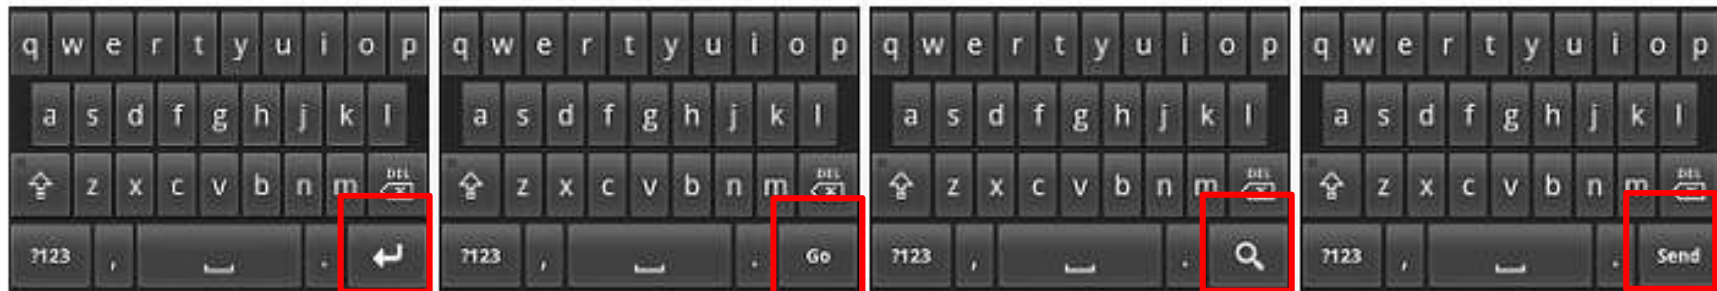 q w e r t y u i o p q w e r t y u i o p q w e r t y u i o p q w e r t y u i o p
a s d f g h j k l a s d f g h j k l a s d f g h j k l a s d f g h j k l
z x c v b n m DEL z x c v b n m DEL z x c v b n m DEL z x c v b n m DEL
?123 , . ?123 , . Go ?123 , . ?123 , . Send